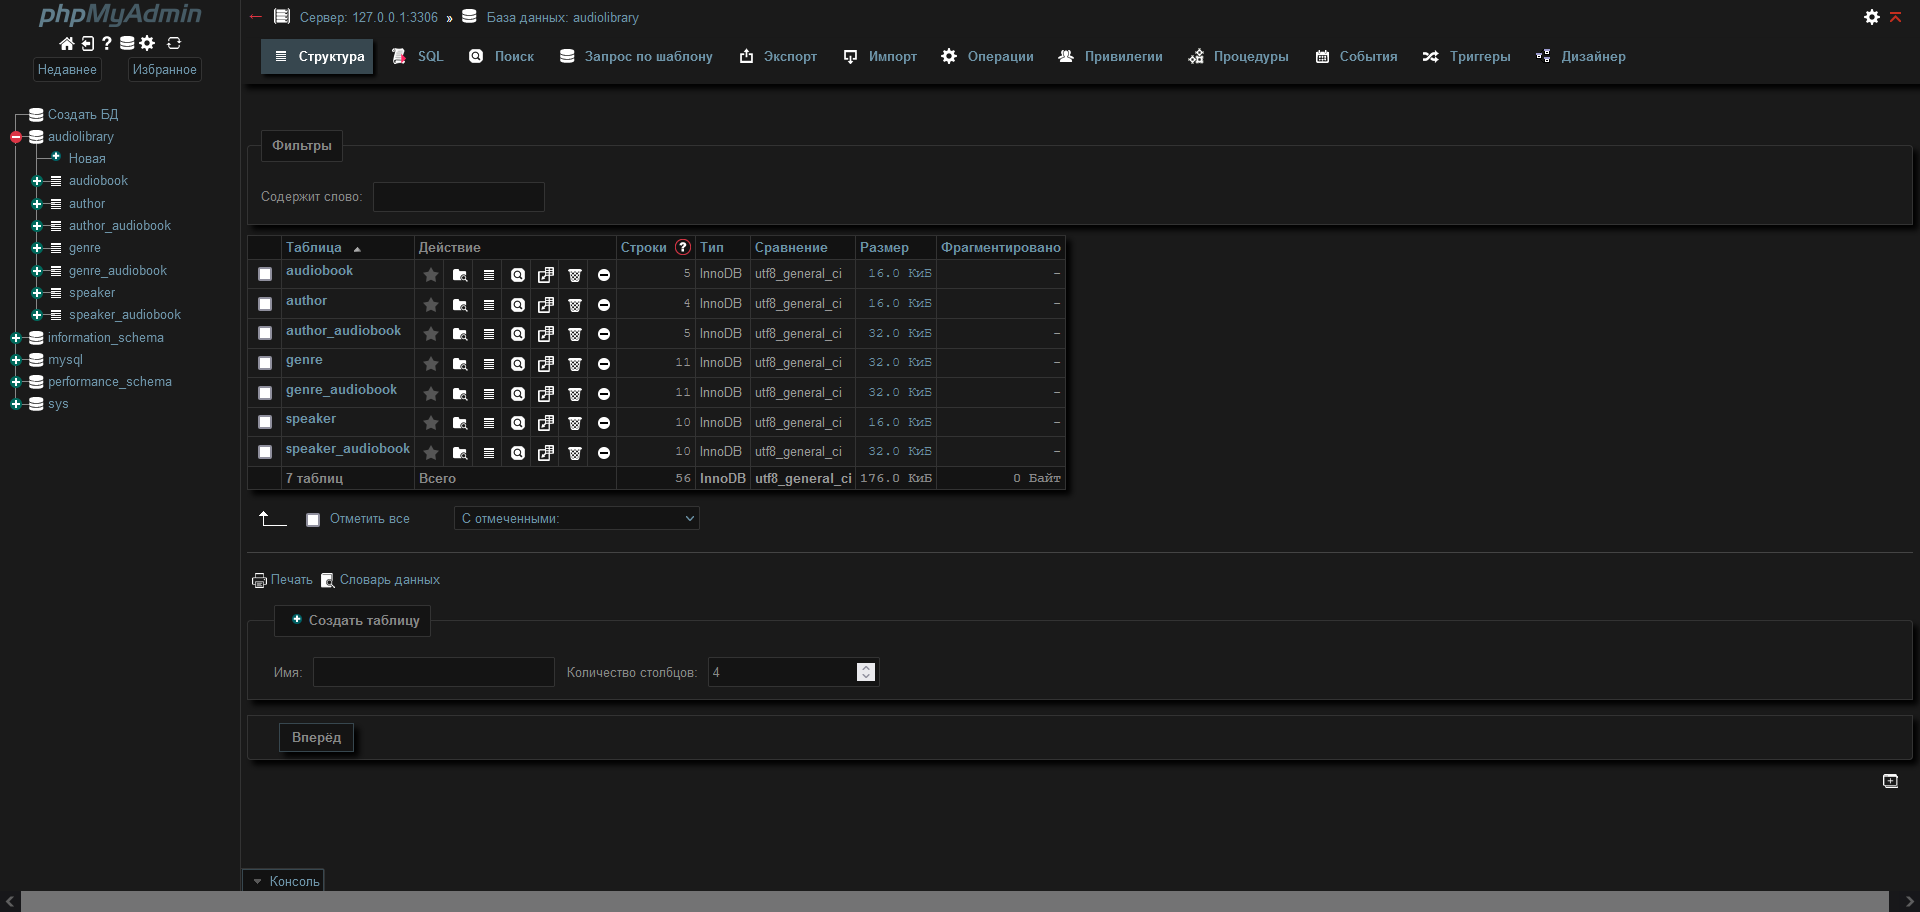 phpMyAdmin
Недавнее Избранное
Создать БД
audiolibrary
Новая
audiobook
author
author_audiobook
genre
genre_audiobook
speaker
speaker_audiobook
information_schema
mysql
performance_schema
sys
Сервер: 127.0.0.1:3306 » База данных: audiolibrary
Структура SQL Поиск Запрос по шаблону Экспорт Импорт Операции Привилегии Процедуры События Триггеры Дизайнер
Фильтры
Содержит слово:
Таблица Действие Строки ? Тип Сравнение Размер Фрагментировано
audiobook 5 InnoDB utf8_general_ci 16.0 КиБ –
author 4 InnoDB utf8_general_ci 16.0 КиБ –
author_audiobook 5 InnoDB utf8_general_ci 32.0 КиБ –
genre 11 InnoDB utf8_general_ci 32.0 КиБ –
genre_audiobook 11 InnoDB utf8_general_ci 32.0 КиБ –
speaker 10 InnoDB utf8_general_ci 16.0 КиБ –
speaker_audiobook 10 InnoDB utf8_general_ci 32.0 КиБ –
7 таблиц Всего 56 InnoDB utf8_general_ci 176.0 КиБ 0 Байт
Отметить все С отмеченными:
Печать Словарь данных
Создать таблицу
Имя: Количество столбцов: 4
Вперёд
Консоль